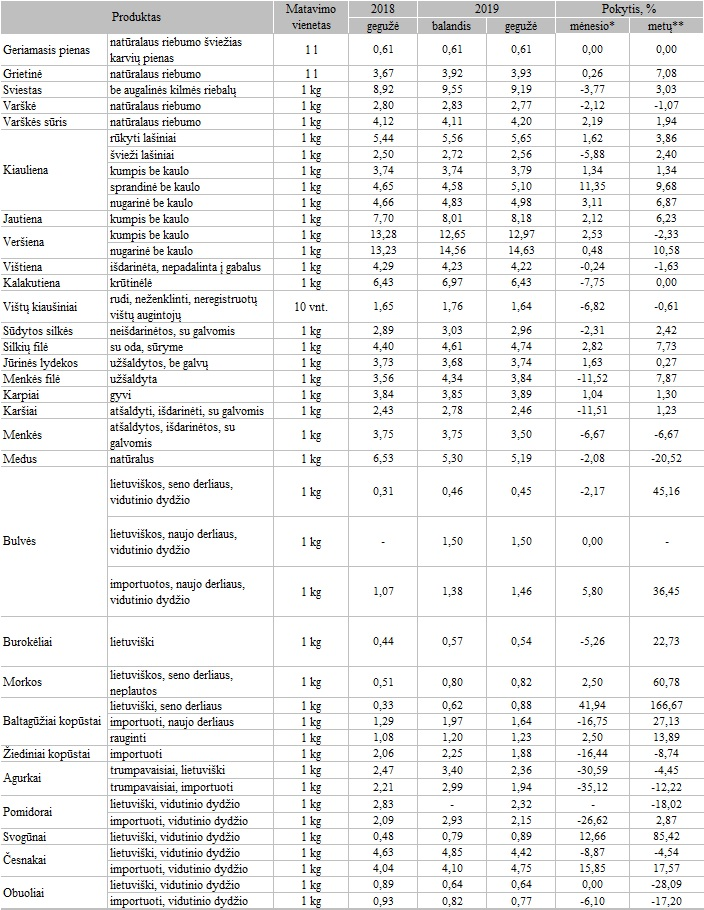 Produktas Matavimo vienetas 2018 2019 Pokytis, %
gegužė balandis gegužė mėnesio* metų**
Geriamasis pienas natūralaus riebumo šviežias karvių pienas 1 l 0,61 0,61 0,61 0,00 0,00
Grietinė natūralaus riebumo 1 l 3,67 3,92 3,93 0,26 7,08
Sviestas be augalinės kilmės riebalų 1 kg 8,92 9,55 9,19 -3,77 3,03
Varškė natūralaus riebumo 1 kg 2,80 2,83 2,77 -2,12 -1,07
Varškės sūris natūralaus riebumo 1 kg 4,12 4,11 4,20 2,19 1,94
Kiauliena rūkyti lašiniai 1 kg 5,44 5,56 5,65 1,62 3,86
švieži lašiniai 1 kg 2,50 2,72 2,56 -5,88 2,40
kumpis be kaulo 1 kg 3,74 3,74 3,79 1,34 1,34
sprandinė be kaulo 1 kg 4,65 4,58 5,10 11,35 9,68
nugarinė be kaulo 1 kg 4,66 4,83 4,98 3,11 6,87
Jautiena kumpis be kaulo 1 kg 7,70 8,01 8,18 2,12 6,23
Veršiena kumpis be kaulo 1 kg 13,28 12,65 12,97 2,53 -2,33
nugarinė be kaulo 1 kg 13,23 14,56 14,63 0,48 10,58
Vištiena išdarinėta, nepadalinta į gabalus 1 kg 4,29 4,23 4,22 -0,24 -1,63
Kalakutiena krūtinėlė 1 kg 6,43 6,97 6,43 -7,75 0,00
Vištų kiaušiniai rudi, neženklinti, neregistruotų vištų augintojų 10 vnt. 1,65 1,76 1,64 -6,82 -0,61
Sūdytos silkės neišdarinėtos, su galvomis 1 kg 2,89 3,03 2,96 -2,31 2,42
Silkių filė su oda, sūryme 1 kg 4,40 4,61 4,74 2,82 7,73
Jūrinės lydekos užšaldytos, be galvų 1 kg 3,73 3,68 3,74 1,63 0,27
Menkės filė užšaldyta 1 kg 3,56 4,34 3,84 -11,52 7,87
Karpiai gyvi 1 kg 3,84 3,85 3,89 1,04 1,30
Karšiai atšaldyti, išdarinėti, su galvomis 1 kg 2,43 2,78 2,46 -11,51 1,23
Menkės atšaldytos, išdarinėtos, su galvomis 1 kg 3,75 3,75 3,50 -6,67 -6,67
Medus natūralus 1 kg 6,53 5,30 5,19 -2,08 -20,52
Bulvės lietuviškos, seno derliaus, vidutinio dydžio 1 kg 0,31 0,46 0,45 -2,17 45,16
lietuviškos, naujo derliaus, vidutinio dydžio 1 kg - 1,50 1,50 0,00 -
importuotos, naujo derliaus, vidutinio dydžio 1 kg 1,07 1,38 1,46 5,80 36,45
Burokėliai lietuviški 1 kg 0,44 0,57 0,54 -5,26 22,73
Morkos lietuviškos, seno derliaus, neplautos 1 kg 0,51 0,80 0,82 2,50 60,78
Baltagūžiai kopūstai lietuviški, seno derliaus 1 kg 0,33 0,62 0,88 41,94 166,67
importuoti, naujo derliaus 1 kg 1,29 1,97 1,64 -16,75 27,13
rauginti 1 kg 1,08 1,20 1,23 2,50 13,89
Žiediniai kopūstai importuoti 1 kg 2,06 2,25 1,88 -16,44 -8,74
Agurkai trumpavaisiai, lietuviški 1 kg 2,47 3,40 2,36 -30,59 -4,45
trumpavaisiai, importuoti 1 kg 2,21 2,99 1,94 -35,12 -12,22
Pomidorai lietuviški, vidutinio dydžio 1 kg 2,83 - 2,32 - -18,02
importuoti, vidutinio dydžio 1 kg 2,09 2,93 2,15 -26,62 2,87
Svogūnai lietuviški, vidutinio dydžio 1 kg 0,48 0,79 0,89 12,66 85,42
Česnakai lietuviški, vidutinio dydžio 1 kg 4,63 4,85 4,42 -8,87 -4,54
importuoti, vidutinio dydžio 1 kg 4,04 4,10 4,75 15,85 17,57
Obuoliai lietuviški, vidutinio dydžio 1 kg 0,89 0,64 0,64 0,00 -28,09
importuoti, vidutinio dydžio 1 kg 0,93 0,82 0,77 -6,10 -17,20